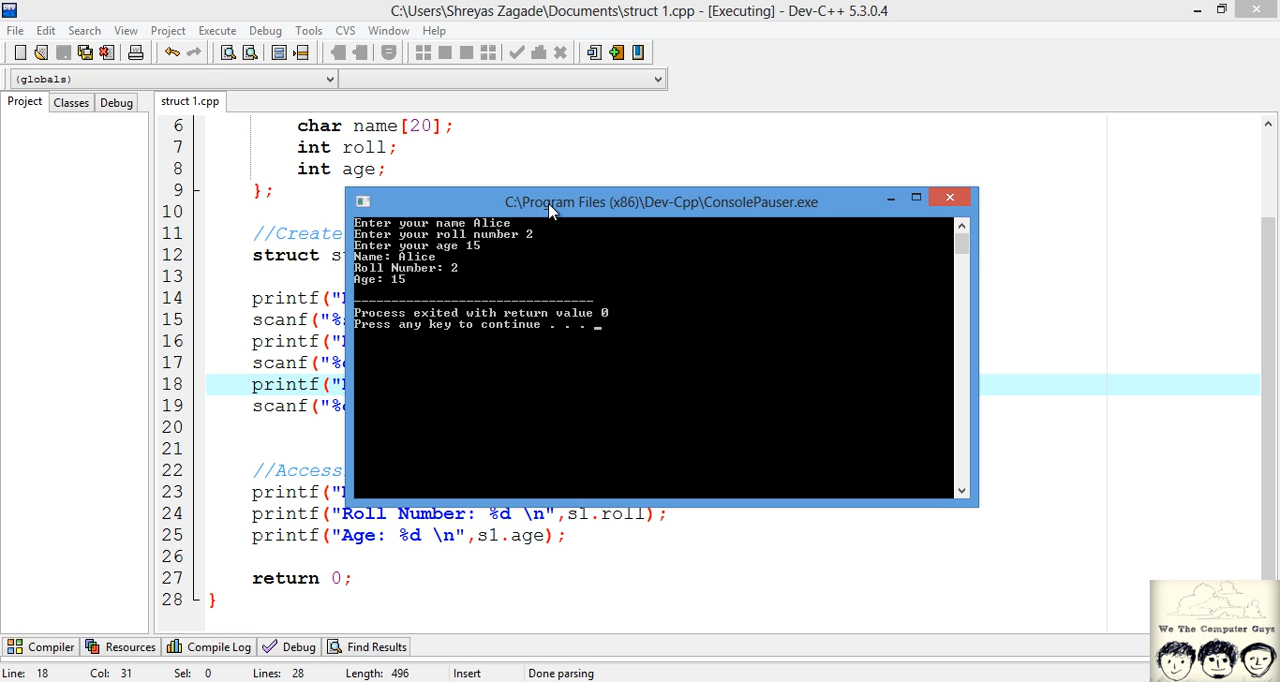 C:\Users\Shreyas Zagade\Documents\struct 1.cpp - [Executing] - Dev-C++ 5.3.0.4
File Edit Search View Project Execute Debug Tools CVS Window Help
(globals)
Project Classes Debug struct 1.cpp
6 char name[20];
7 int roll;
8 int age;
9 };
10
11 //Create
12 struct s
13
14 printf("
15 scanf("%
16 printf("
17 scanf("%
18 printf("
19 scanf("%
20
21
22 //Access
23 printf("
24 printf("Roll Number: %d \n",s1.roll);
25 printf("Age: %d \n",s1.age);
26
27 return 0;
28 }
C:\Program Files (x86)\Dev-Cpp\ConsolePauser.exe
Enter your name Alice
Enter your roll number 2
Enter your age 15
Name: Alice
Roll Number: 2
Age: 15
--------------------------------
Process exited with return value 0
Press any key to continue . . . _
We The Computer Guys
Compiler Resources Compile Log Debug Find Results
Line: 18 Col: 31 Sel: 0 Lines: 28 Length: 496 Insert Done parsing